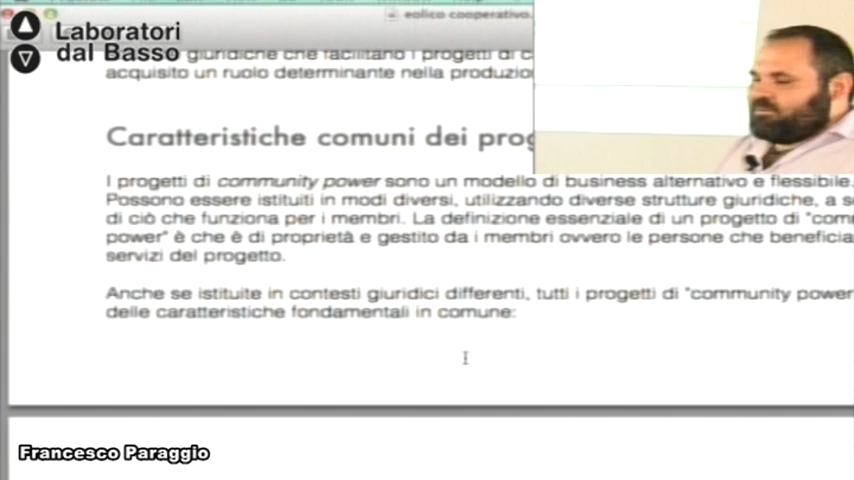 Laboratori
dal Basso
eolico cooperativo.
giuridiche che facilitano i progetti di c
acquisito un ruolo determinante nella produzio
Caratteristiche comuni dei prog
I progetti di community power sono un modello di business alternativo e flessibile.
Possono essere istituiti in modi diversi, utilizzando diverse strutture giuridiche, a s
di ciò che funziona per i membri. La definizione essenziale di un progetto di "com
power" è che è di proprietà e gestito da i membri ovvero le persone che beneficia
servizi del progetto.
Anche se istituite in contesti giuridici differenti, tutti i progetti di "community power
delle caratteristiche fondamentali in comune:
Francesco Paraggio